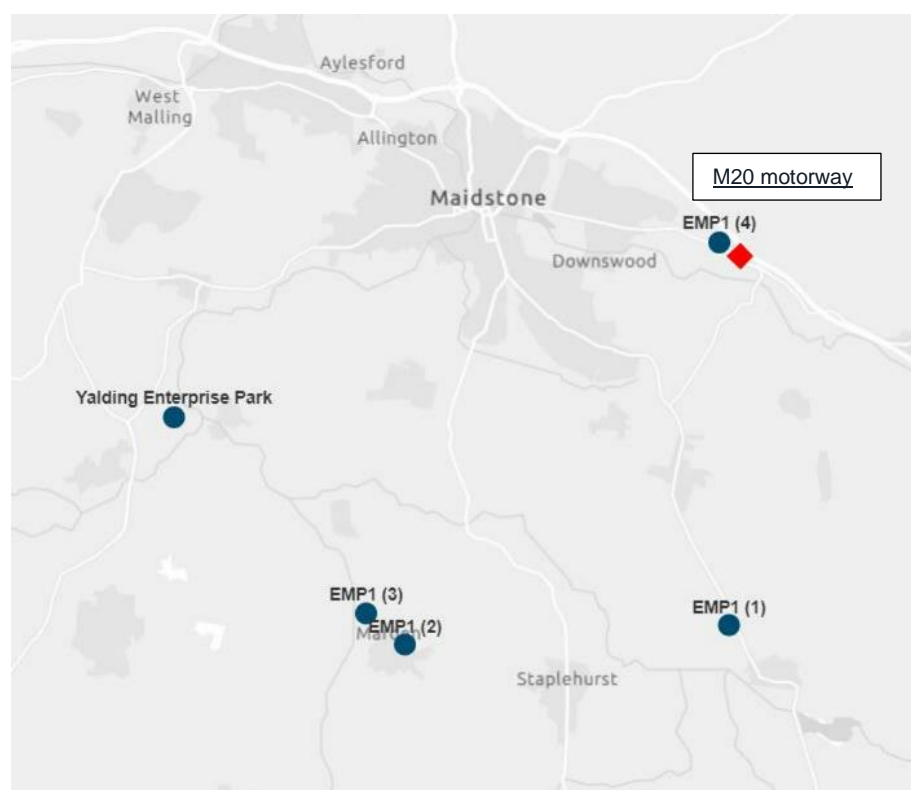 Aylesford
West
Malling
Allington
M20 motorway
Maidstone
EMP1 (4)
Downswood
Yalding Enterprise Park
EMP1 (3)
EMP1 (2)
Marden
EMP1 (1)
Staplehurst